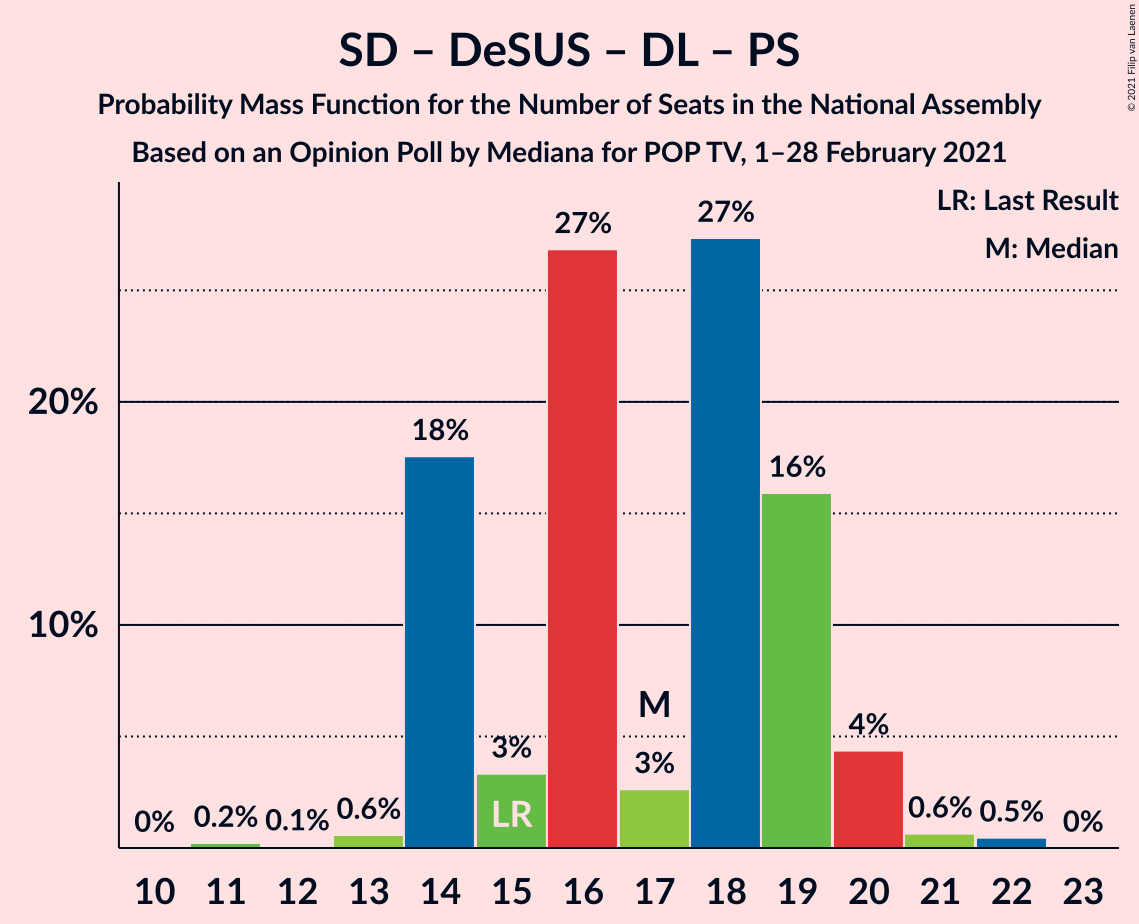 SD – DeSUS – DL – PS
Probability Mass Function for the Number of Seats in the National Assembly
Based on an Opinion Poll by Mediana for POP TV, 1–28 February 2021
© 2021 Filip van Laenen
LR: Last Result
M: Median
20%
10%
0%
0.2%
0.1%
0.6%
18%
3%
LR
27%
M
3%
27%
16%
4%
0.6%
0.5%
0%
10 11 12 13 14 15 16 17 18 19 20 21 22 23